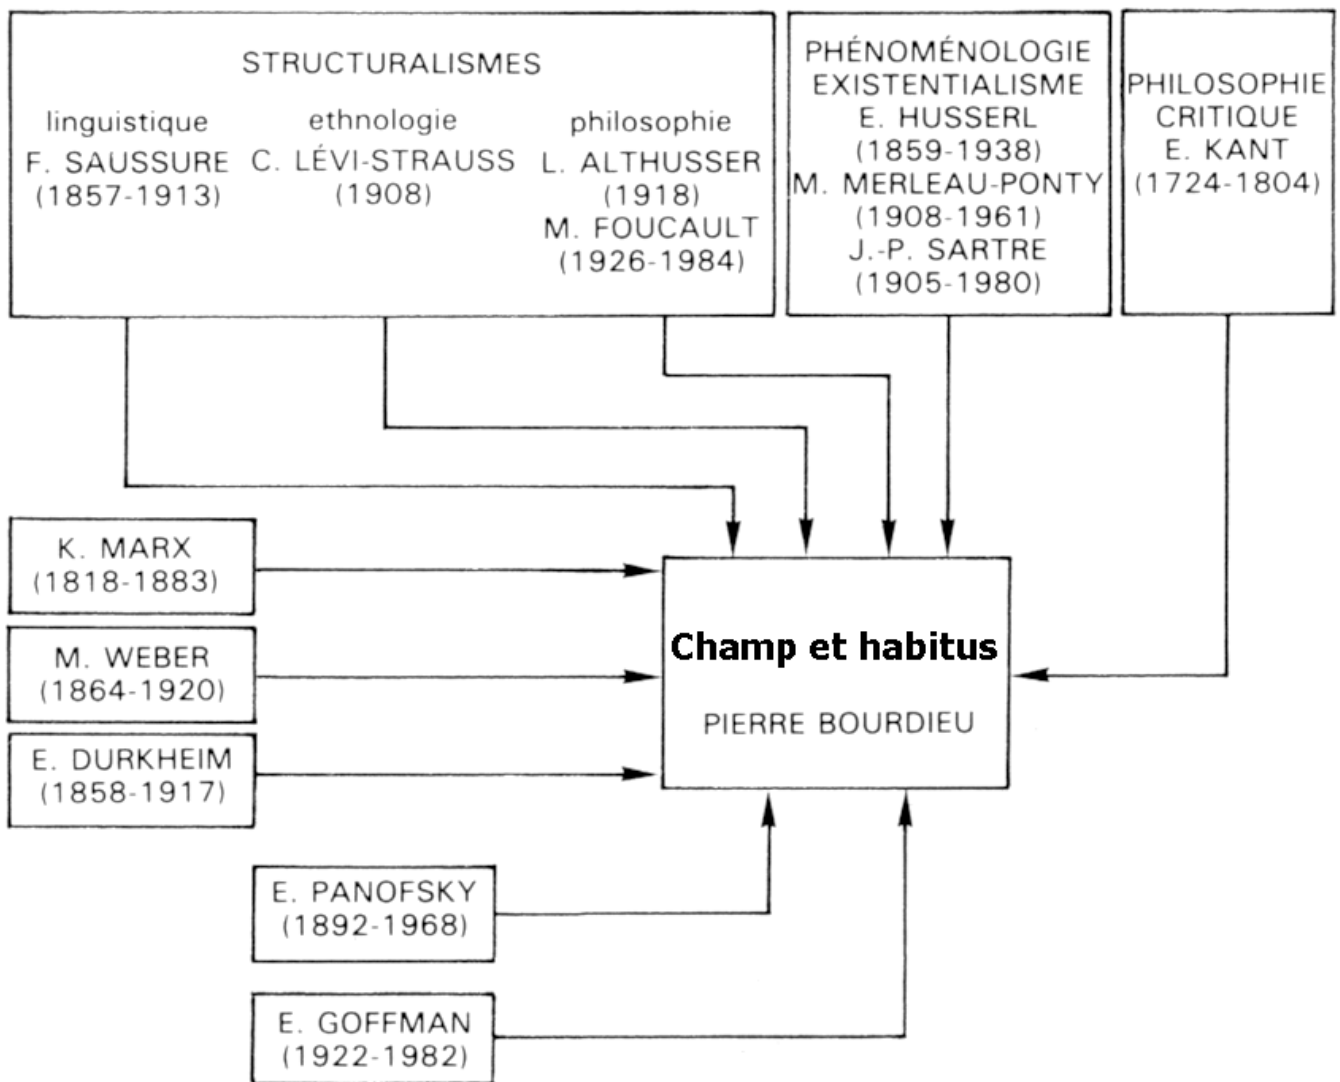 STRUCTURALISMES
linguistique
F. SAUSSURE
(1857-1913)
ethnologie
C. LÉVI-STRAUSS
(1908)
philosophie
L. ALTHUSSER
(1918)
M. FOUCAULT
(1926-1984)
PHÉNOMÉNOLOGIE
EXISTENTIALISME
E. HUSSERL
(1859-1938)
M. MERLEAU-PONTY
(1908-1961)
J.-P. SARTRE
(1905-1980)
PHILOSOPHIE
CRITIQUE
E. KANT
(1724-1804)
K. MARX
(1818-1883)
M. WEBER
(1864-1920)
E. DURKHEIM
(1858-1917)
Champ et habitus
PIERRE BOURDIEU
E. PANOFSKY
(1892-1968)
E. GOFFMAN
(1922-1982)